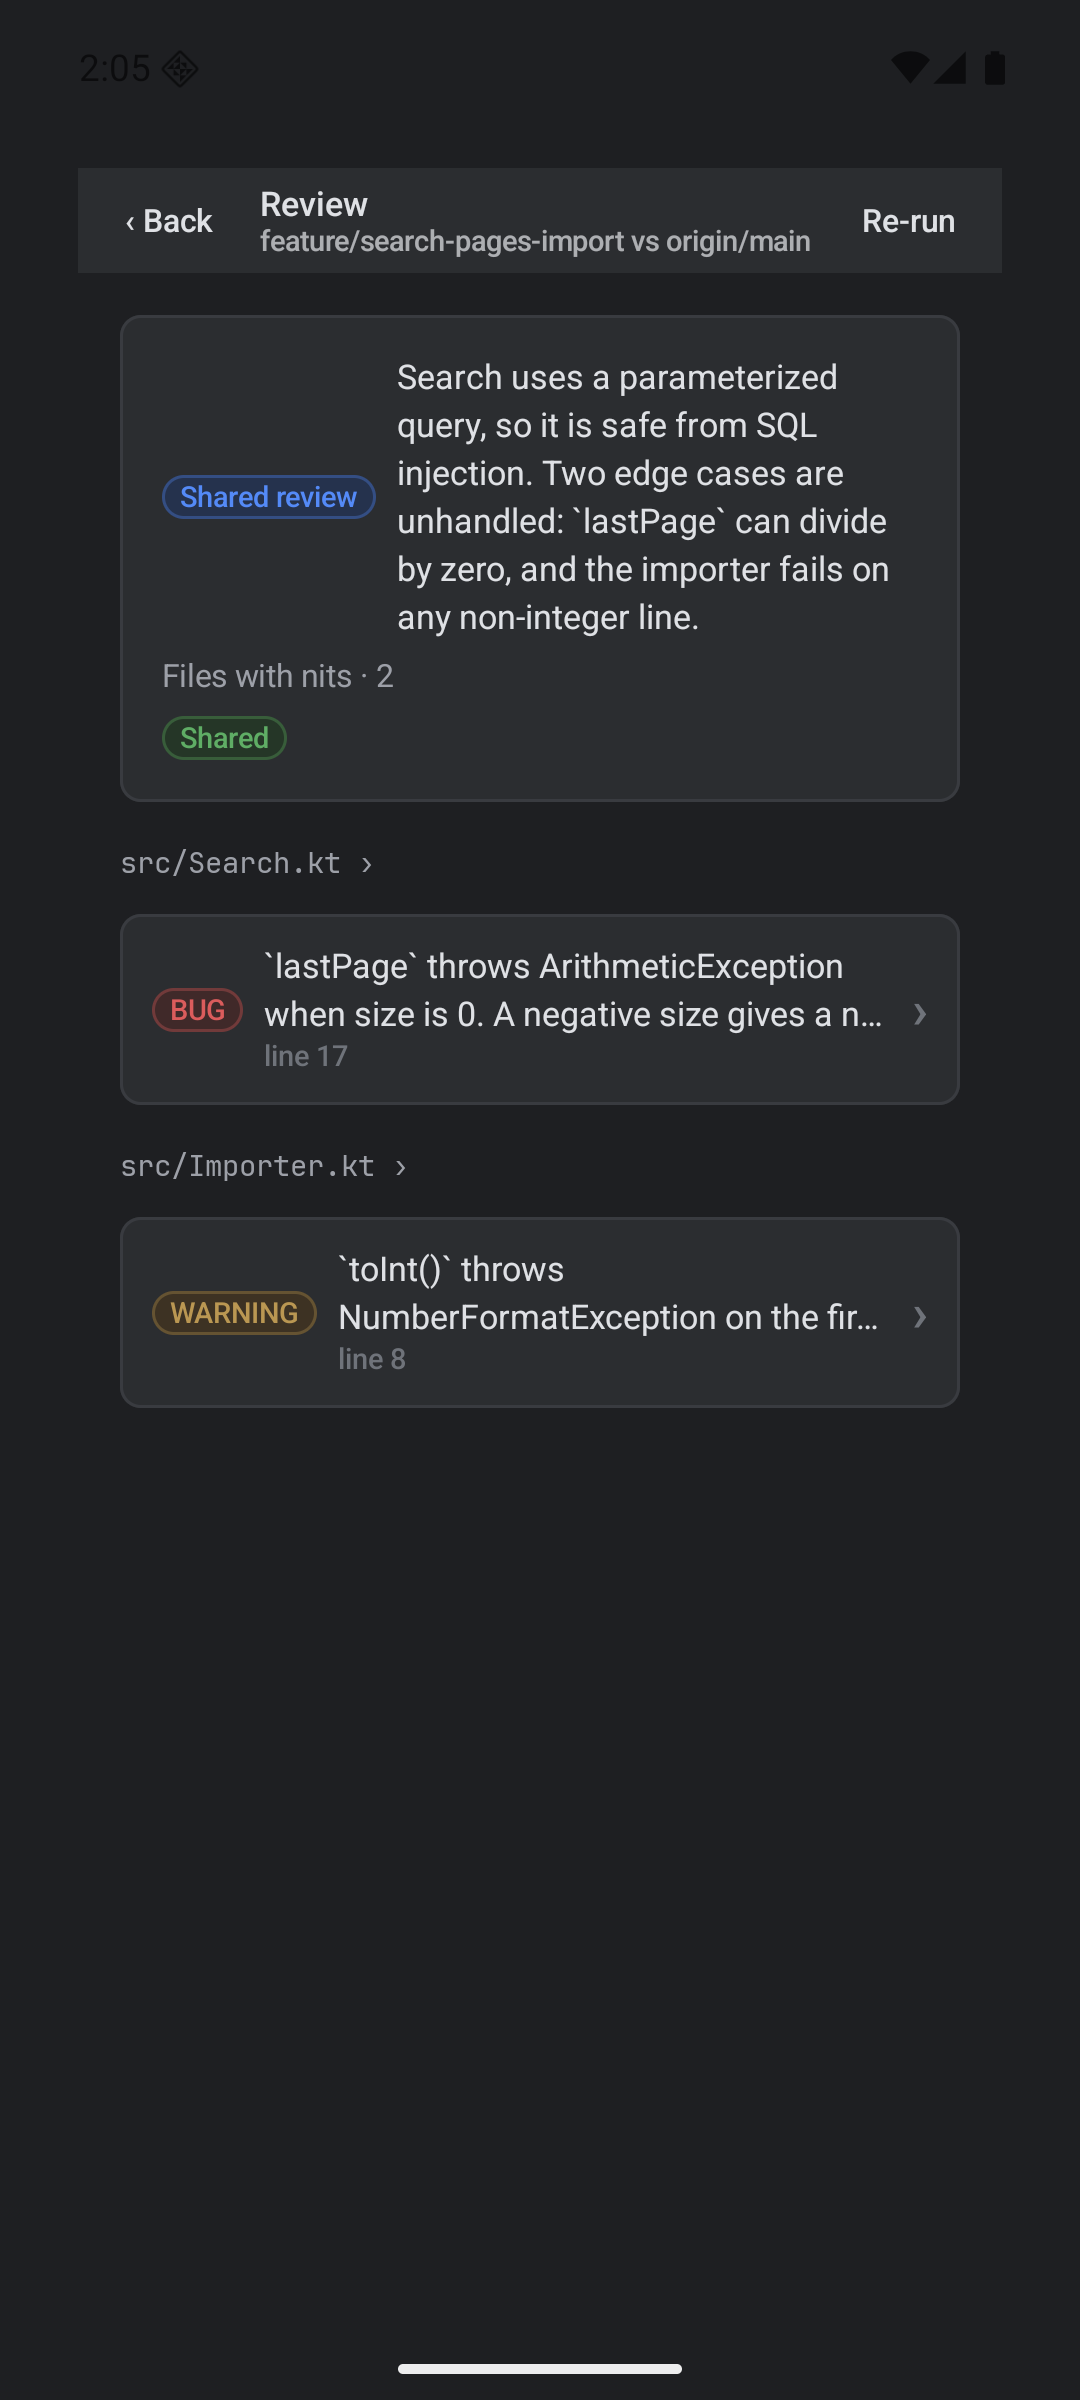 2:05
‹ Back
Review
feature/search-pages-import vs origin/main
Re-run
Shared review
Search uses a parameterized
query, so it is safe from SQL
injection. Two edge cases are
unhandled: `lastPage` can divide
by zero, and the importer fails on
any non-integer line.
Files with nits · 2
Shared
src/Search.kt ›
BUG
`lastPage` throws ArithmeticException
when size is 0. A negative size gives a n…
›
line 17
src/Importer.kt ›
WARNING
`toInt()` throws
NumberFormatException on the fir…
›
line 8